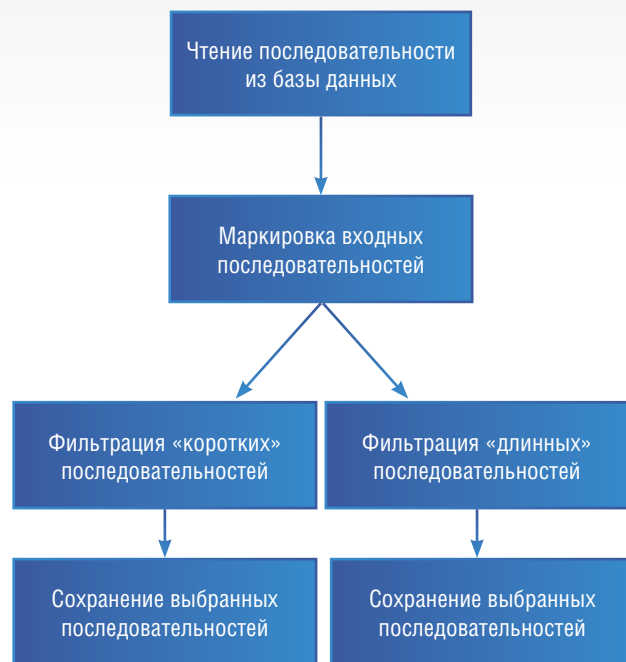 Чтение последовательности
из базы данных
Маркировка входных
последовательностей
Фильтрация «коротких»
последовательностей
Фильтрация «длинных»
последовательностей
Сохранение выбранных
последовательностей
Сохранение выбранных
последовательностей